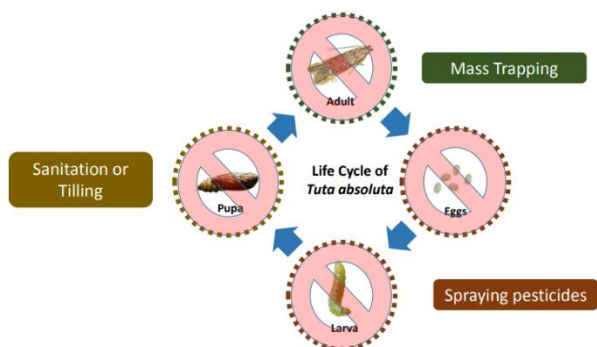 Adult
Mass Trapping
Sanitation or
Tilling
Pupa
Life Cycle of
Tuta absoluta
Eggs
Larva
Spraying pesticides